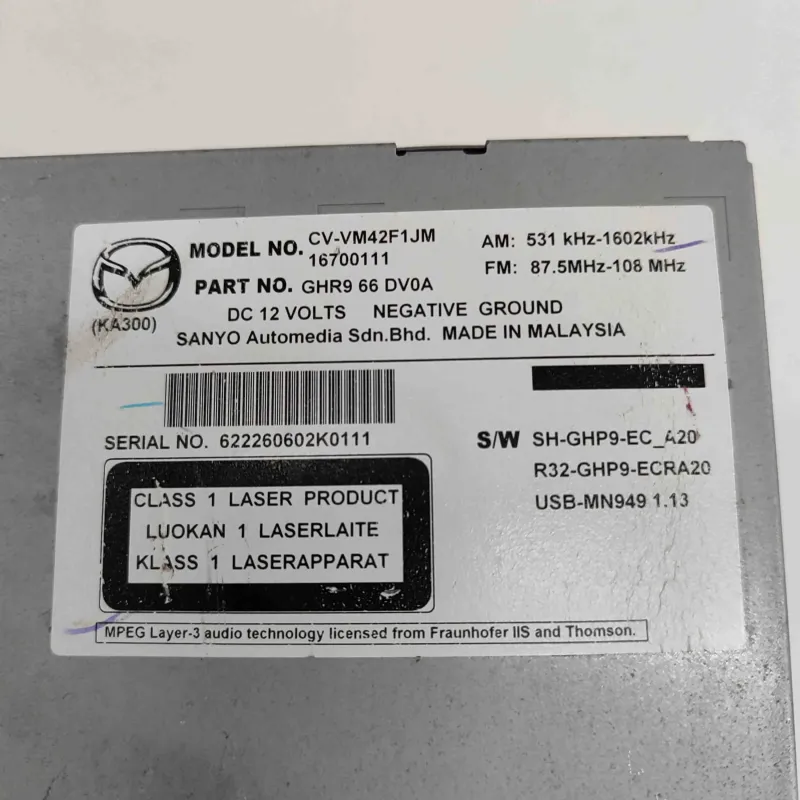 MODEL NO. CV-VM42F1JM
16700111
AM: 531 kHz-1602kHz
FM: 87.5MHz-108 MHz
PART NO. GHR9 66 DV0A
(KA300)
DC 12 VOLTS NEGATIVE GROUND
SANYO Automedia Sdn.Bhd. MADE IN MALAYSIA
SERIAL NO. 622260602K0111
S/W SH-GHP9-EC_A20
R32-GHP9-ECRA20
USB-MN949 1.13
CLASS 1 LASER PRODUCT
LUOKAN 1 LASERLAITE
KLASS 1 LASERAPPARAT
MPEG Layer-3 audio technology licensed from Fraunhofer IIS and Thomson.